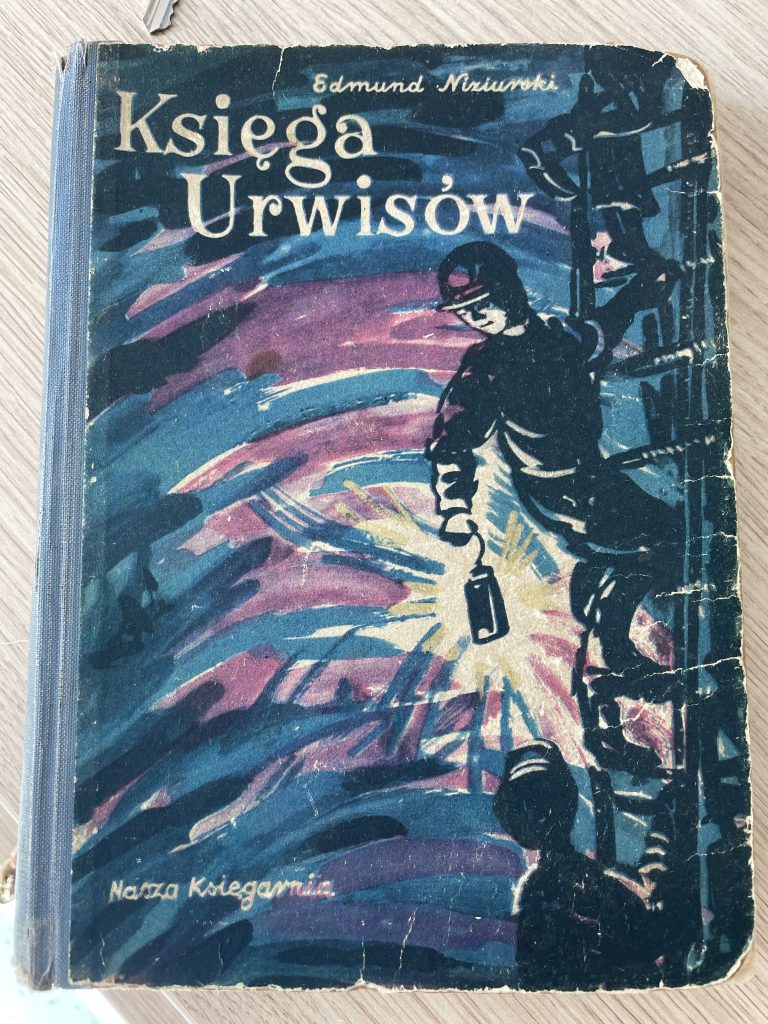 Edmund Niziurski
Księga
Urwisów
Nasza Księgarnia